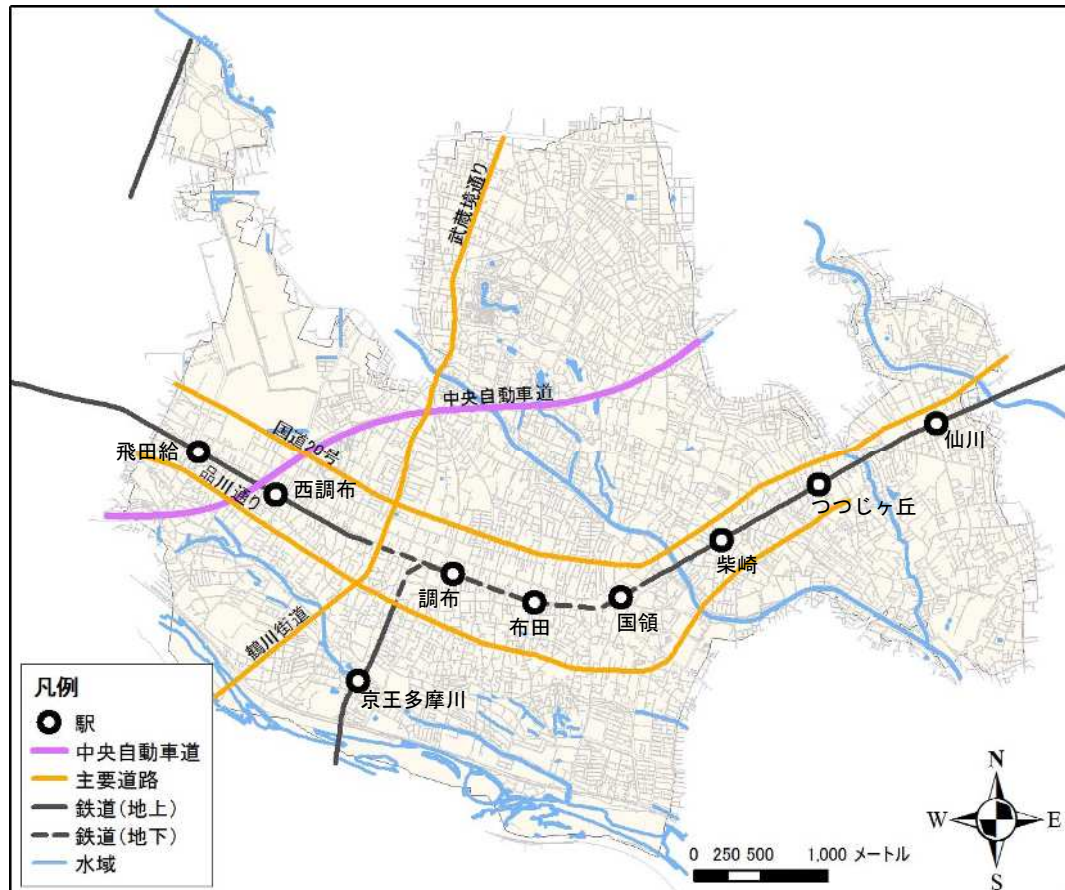 武蔵境通り
中央自動車道
国道20号
飛田給
品川通り
西調布
仙川
つつじヶ丘
柴崎
調布
布田
国領
鶴川街道
京王多摩川
凡例
駅
中央自動車道
主要道路
鉄道(地上)
鉄道(地下)
水域
N
W
E
S
0 250 500 1,000 メートル